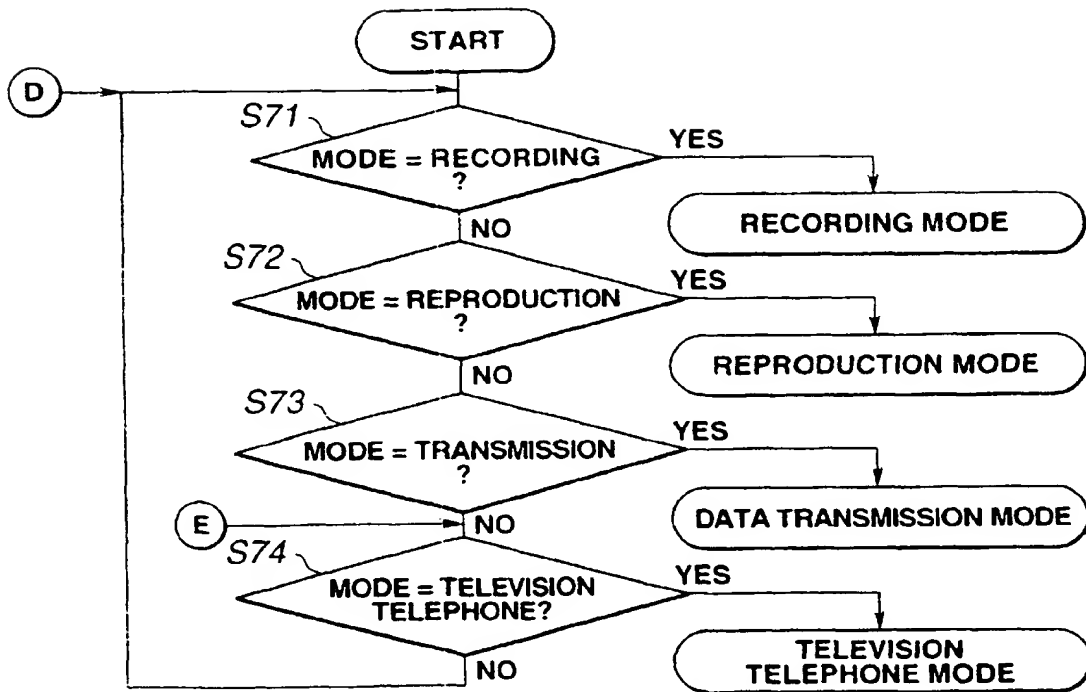 START
D
S71
MODE = RECORDING
?
YES
RECORDING MODE
NO
S72
MODE = REPRODUCTION
?
YES
REPRODUCTION MODE
NO
S73
MODE = TRANSMISSION
?
YES
DATA TRANSMISSION MODE
E
NO
S74
MODE = TELEVISION
TELEPHONE?
YES
TELEVISION
TELEPHONE MODE
NO